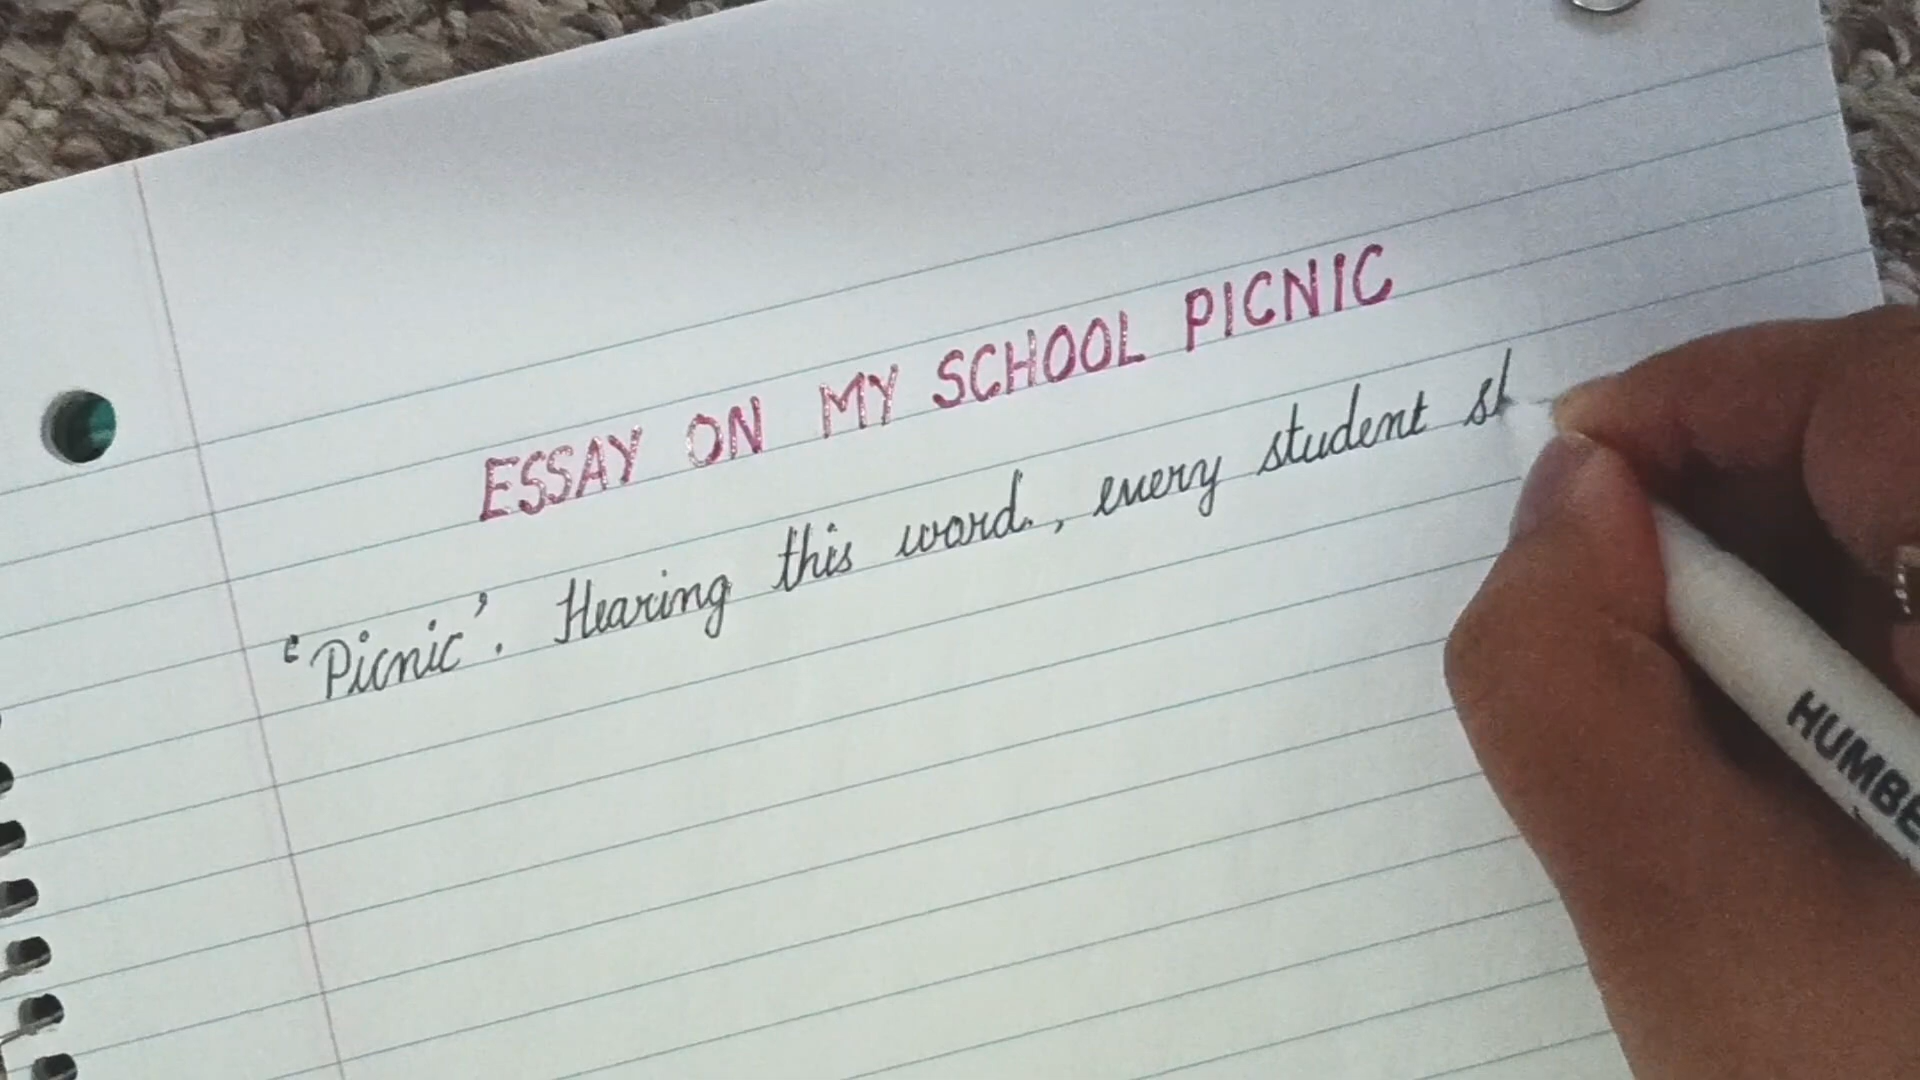 ESSAY ON MY SCHOOL PICNIC
'Picnic'. Hearing this word, every student
HUMBE